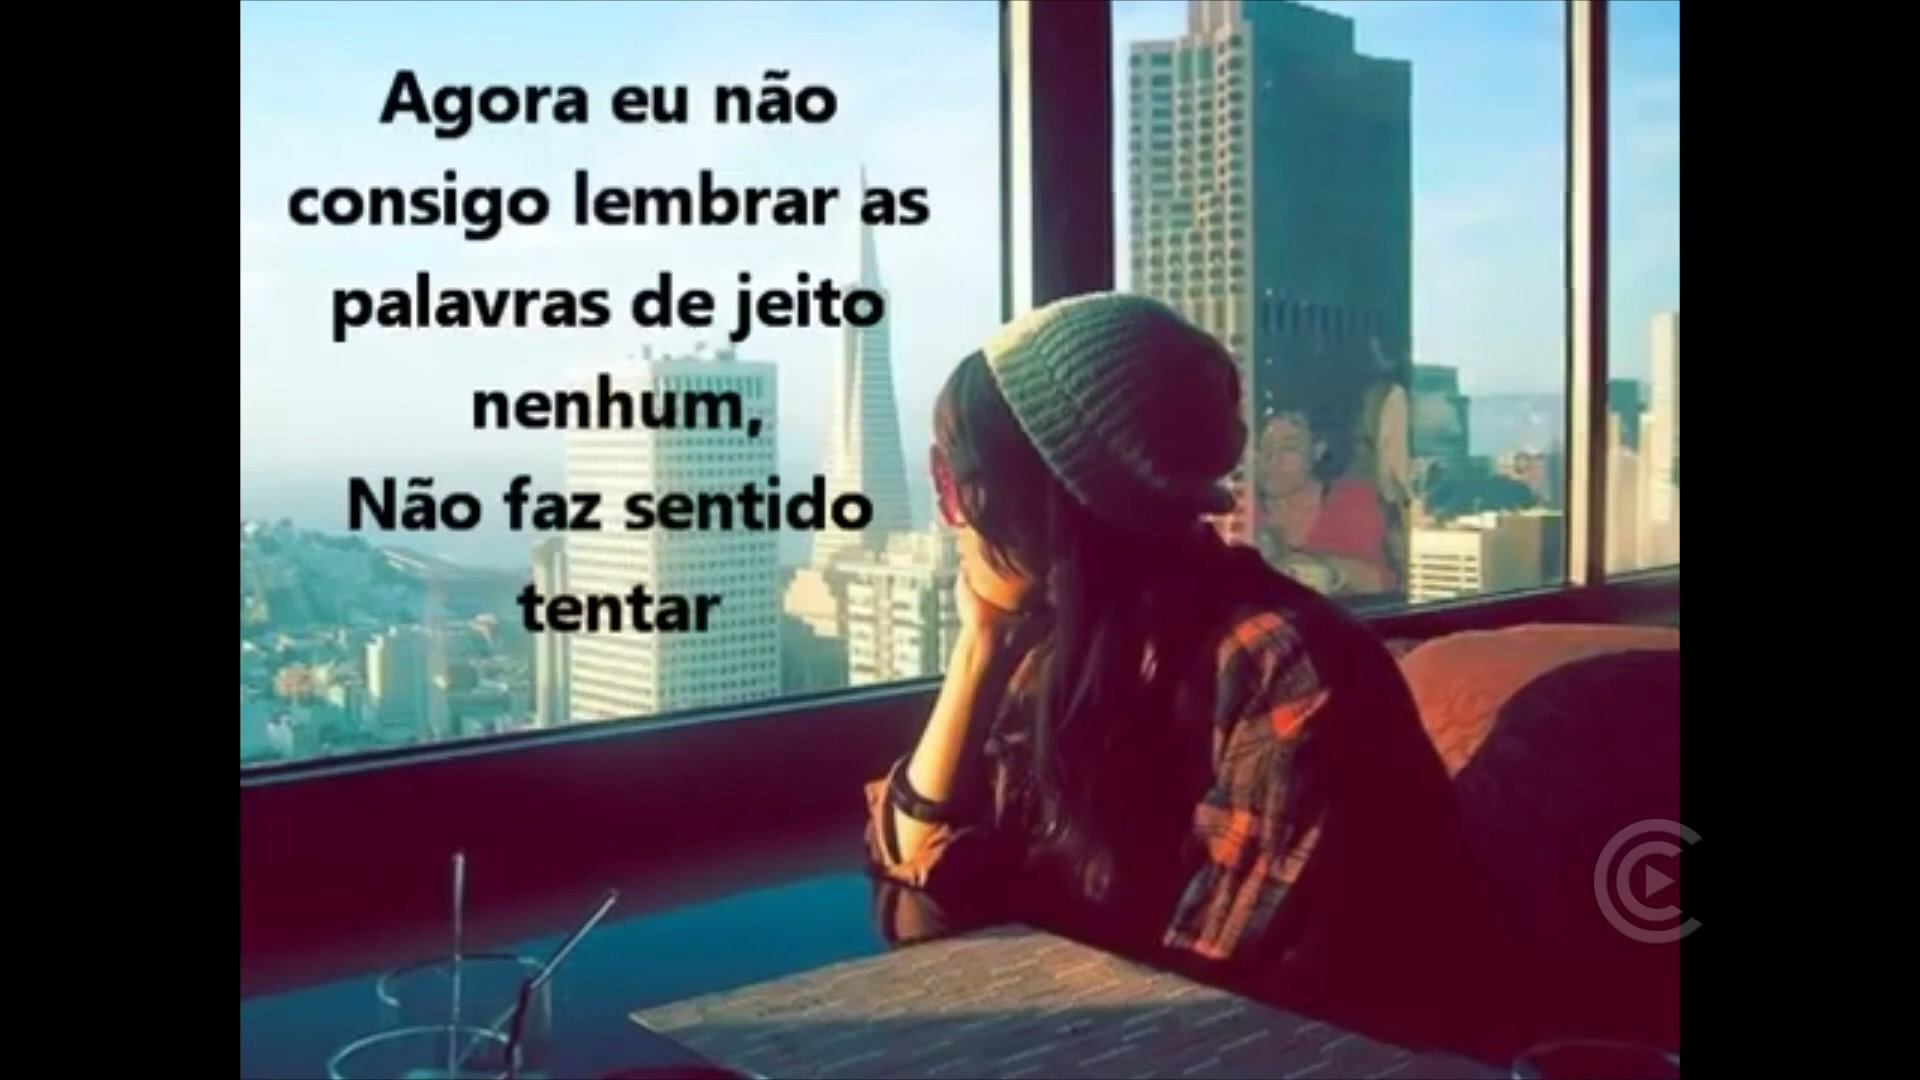 Agora eu não
consigo lembrar as
palavras de jeito
nenhum,
Não faz sentido
tentar